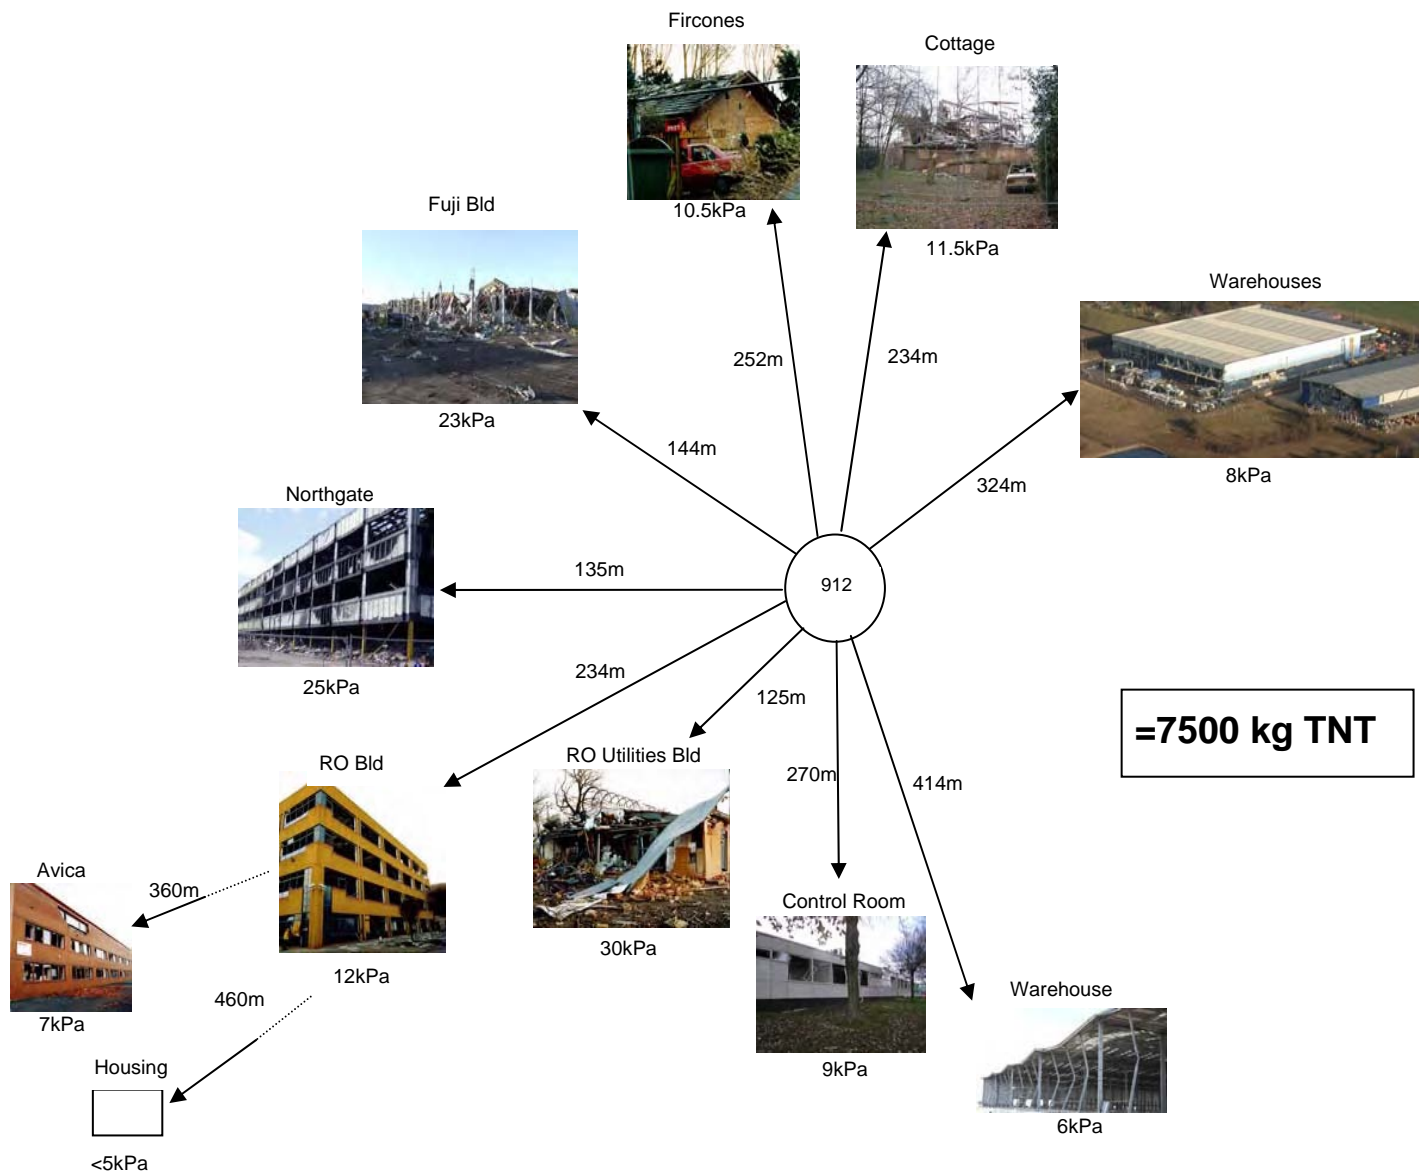 Fircones
10.5kPa
Cottage
11.5kPa
Fuji Bld
23kPa
Warehouses
8kPa
252m
234m
144m
324m
Northgate
25kPa
135m
912
234m
125m
270m
414m
=7500 kg TNT
RO Bld
12kPa
RO Utilities Bld
30kPa
Avica
7kPa
360m
460m
Control Room
9kPa
Warehouse
6kPa
Housing
<5kPa